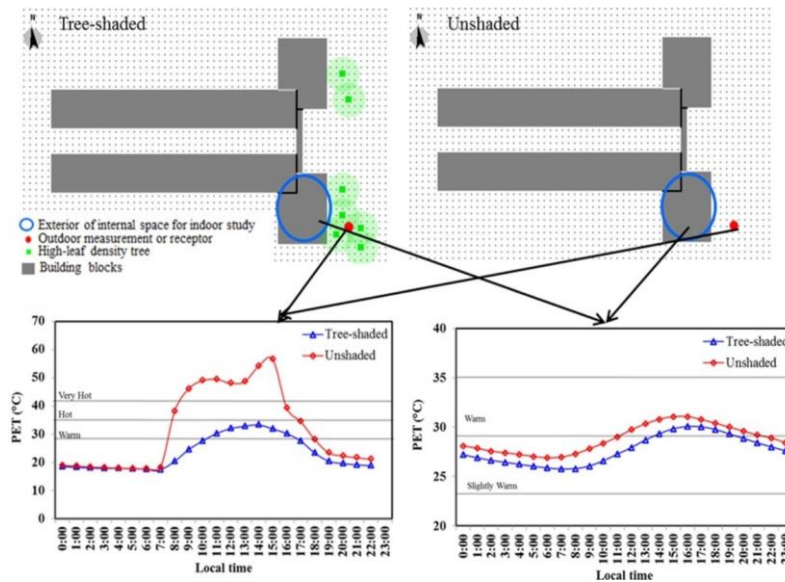 N
Tree-shaded
N
Unshaded
Exterior of internal space for indoor study
Outdoor measurement or receptor
High-leaf density tree
Building blocks
70
60
50
40
30
20
10
0
PET (°C)
Tree-shaded
Unshaded
Very Hot
Hot
Warm
0:00
1:00
2:00
3:00
4:00
5:00
6:00
7:00
8:00
9:00
10:00
11:00
12:00
13:00
14:00
15:00
16:00
17:00
18:00
19:00
20:00
21:00
22:00
23:00
Local time
40
35
30
25
20
PET (°C)
Tree-shaded
Unshaded
Warm
Slightly Warm
0:00
1:00
2:00
3:00
4:00
5:00
6:00
7:00
8:00
9:00
10:00
11:00
12:00
13:00
14:00
15:00
16:00
17:00
18:00
19:00
20:00
21:00
22:00
Local time